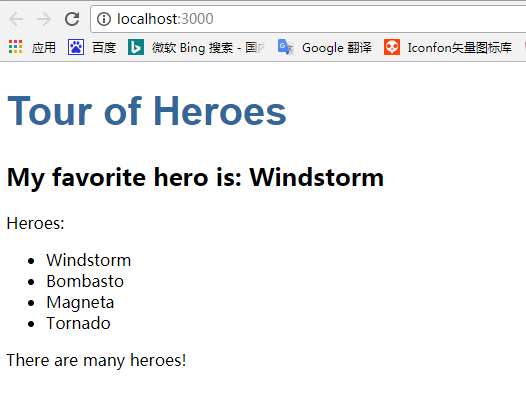 localhost:3000
应用 百度 微软 Bing 搜索 - 国内 Google 翻译 Iconfon矢量图标库
Tour of Heroes
My favorite hero is: Windstorm
Heroes:
Windstorm
Bombasto
Magneta
Tornado
There are many heroes!